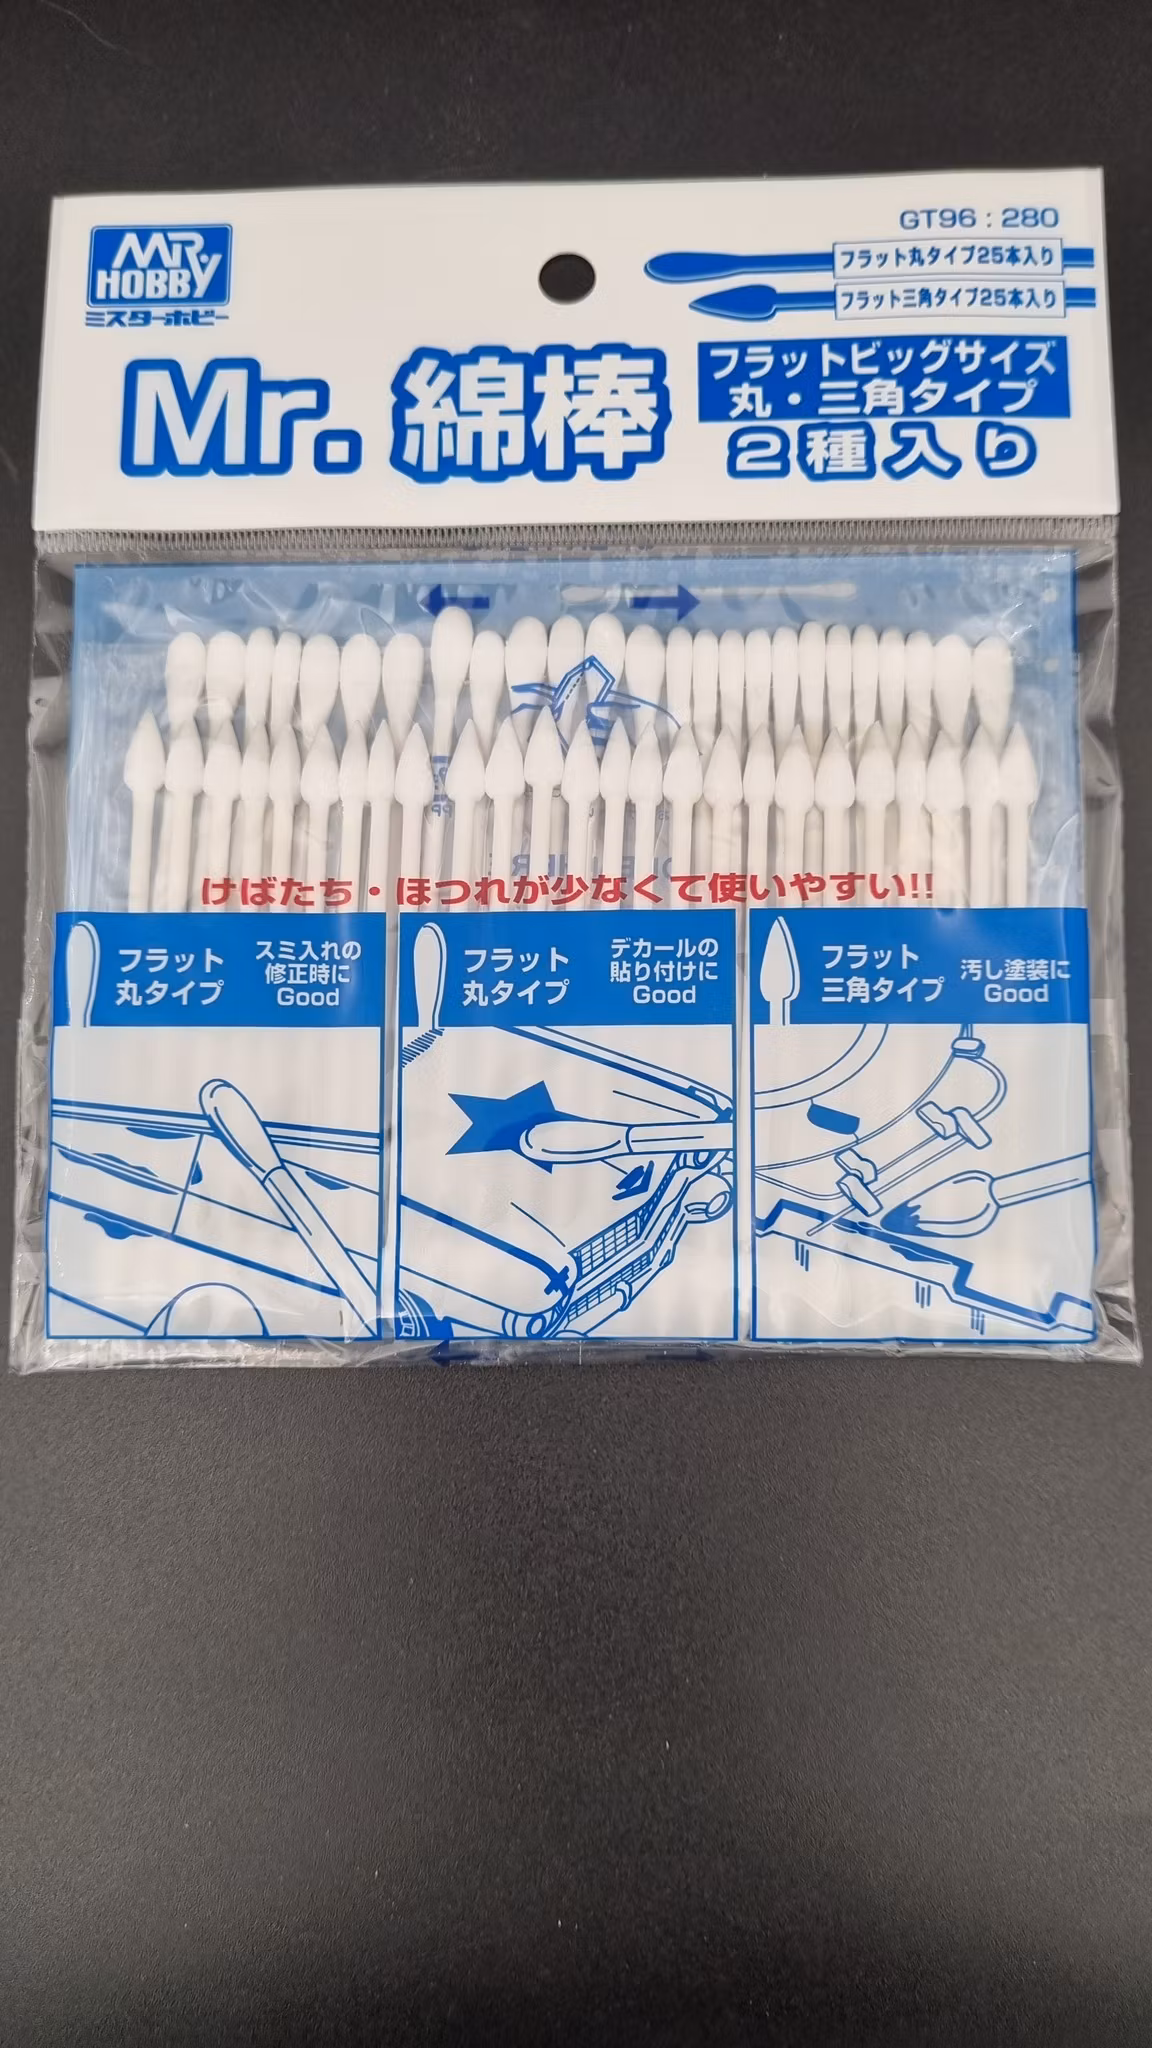 GT96 : 280
MR.
HOBBY
ミスターホビー
フラット丸タイプ25本入り
フラット三角タイプ25本入り
Mr. 綿棒
フラットビッグサイズ
丸・三角タイプ
2種入り
けばたち・ほつれが少なくて使いやすい!!
フラット
丸タイプ
スミ入れの
修正時に
Good
フラット
丸タイプ
デカールの
貼り付けに
Good
フラット
三角タイプ
汚し塗装に
Good